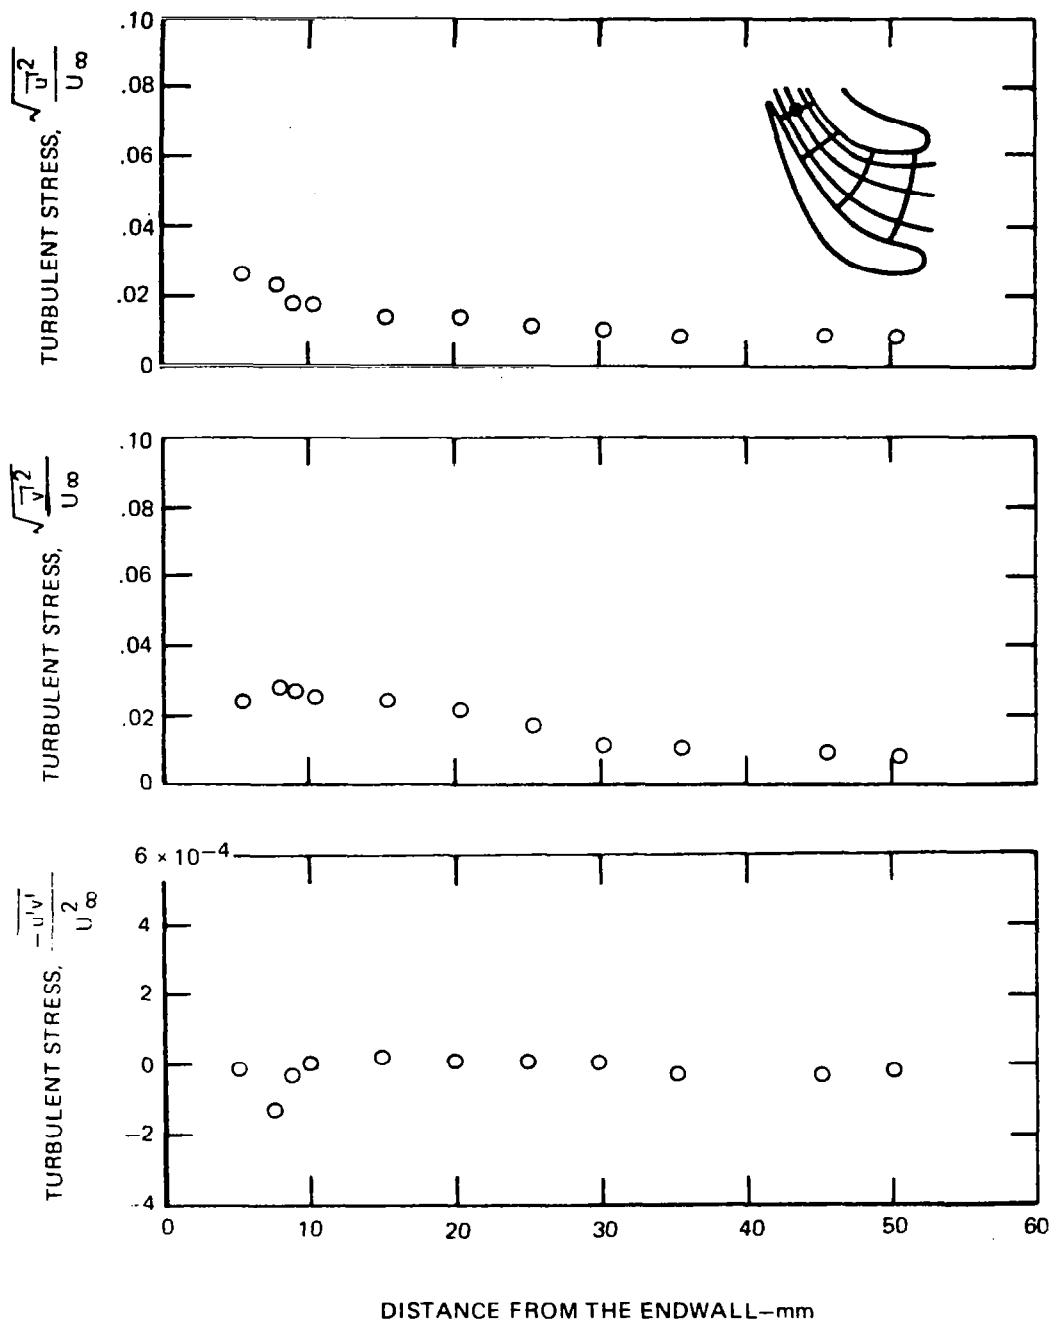 TURBULENT STRESS, √u'² / U∞
.10
.08
.06
.04
.02
0
TURBULENT STRESS, √v'² / U∞
.10
.08
.06
.04
.02
0
TURBULENT STRESS, -u'v' / U²∞
6 × 10−4
4
2
0
−2
-4
0 10 20 30 40 50 60
DISTANCE FROM THE ENDWALL—mm